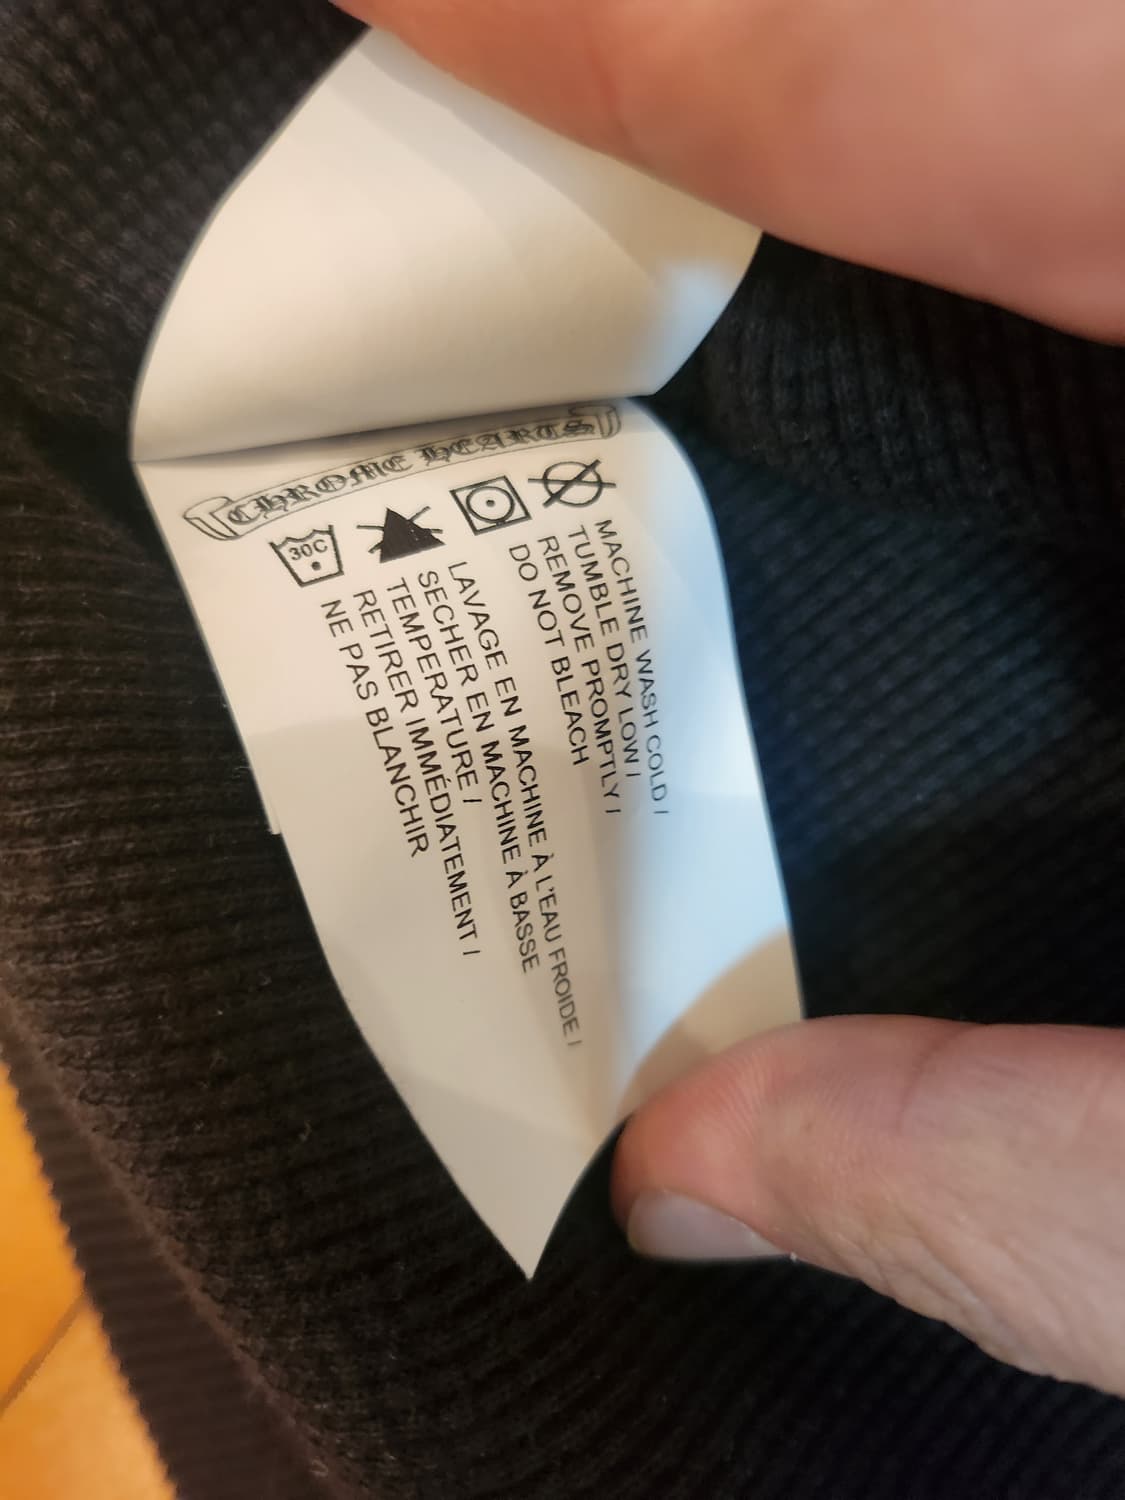 CHROME HEARTS
30C
MACHINE WASH COLD /
TUMBLE DRY LOW /
REMOVE PROMPTLY /
DO NOT BLEACH
LAVAGE EN MACHINE À L'EAU FROIDE /
SECHER EN MACHINE À BASSE
TEMPERATURE /
RETIRER IMMÉDIATEMENT /
NE PAS BLANCHIR